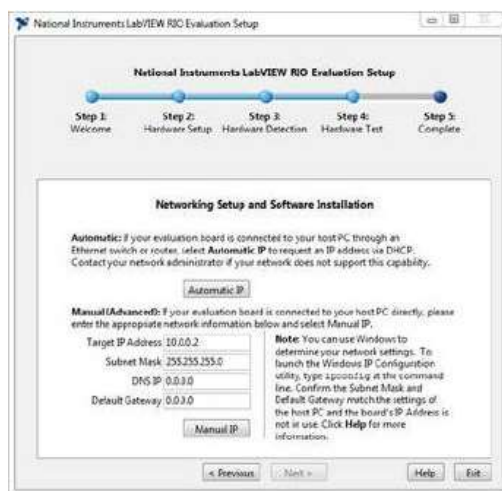 National Instruments LabVIEW RIO Evaluation Setup
National Instruments LabVIEW RIO Evaluation Setup
Step 1: Step 2: Step 3: Step 4: Step 5:
Welcome Hardware Setup Hardware Detection Hardware Test Complete
Networking Setup and Software Installation
Automatic: If your evaluation board is connected to your host PC through an
Ethernet switch or router, select Automatic IP to request an IP address via DHCP.
Contact your network administrator if your network does not support this capability.
Automatic IP
Manual (Advanced): If your evaluation board is connected to your host PC directly, please
enter the appropriate network information below and select Manual IP.
Target IP Address 10.0.0.2
Subnet Mask 255.255.255.0
DNS IP 0.0.0.0
Default Gateway 0.0.0.0
Manual IP
Note: You can use Windows to
determine your network settings. To
launch the Windows IP Configuration
utility, type ipconfig at the command
line. Confirm the Subnet Mask and
Default Gateway match the settings of
the host PC and the board's IP Address is
not in use. Click Help for more
information.
< Previous Next > Help Exit